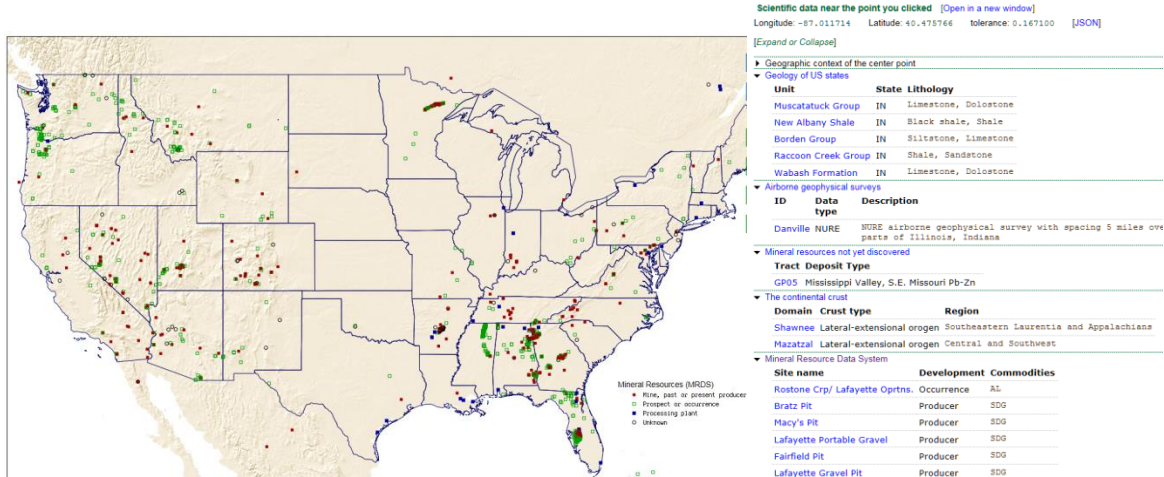 Mineral Resources (MRDS)
Mine, past or present producer
Prospect or occurrence
Processing plant
Unknown
Scientific data near the point you clicked [Open in a new window]
Longitude: -87.011714 Latitude: 40.475766 tolerance: 0.167100 [JSON]
[Expand or Collapse]
Geographic context of the center point
Geology of US states
Unit State Lithology
Muscatatuck Group IN Limestone, Dolostone
New Albany Shale IN Black shale, Shale
Borden Group IN Siltstone, Limestone
Raccoon Creek Group IN Shale, Sandstone
Wabash Formation IN Limestone, Dolostone
Airborne geophysical surveys
ID Data type Description
Danville NURE NURE airborne geophysical survey with spacing 5 miles ove
parts of Illinois, Indiana
Mineral resources not yet discovered
Tract Deposit Type
GP05 Mississippi Valley, S.E. Missouri Pb-Zn
The continental crust
Domain Crust type Region
Shawnee Lateral-extensional orogen Southeastern Laurentia and Appalachians
Mazatzal Lateral-extensional orogen Central and Southwest
Mineral Resource Data System
Site name Development Commodities
Rostone Crp/ Lafayette Oprtns. Occurrence AL
Bratz Pit Producer SDG
Macy's Pit Producer SDG
Lafayette Portable Gravel Producer SDG
Fairfield Pit Producer SDG
Lafayette Gravel Pit Producer SDG